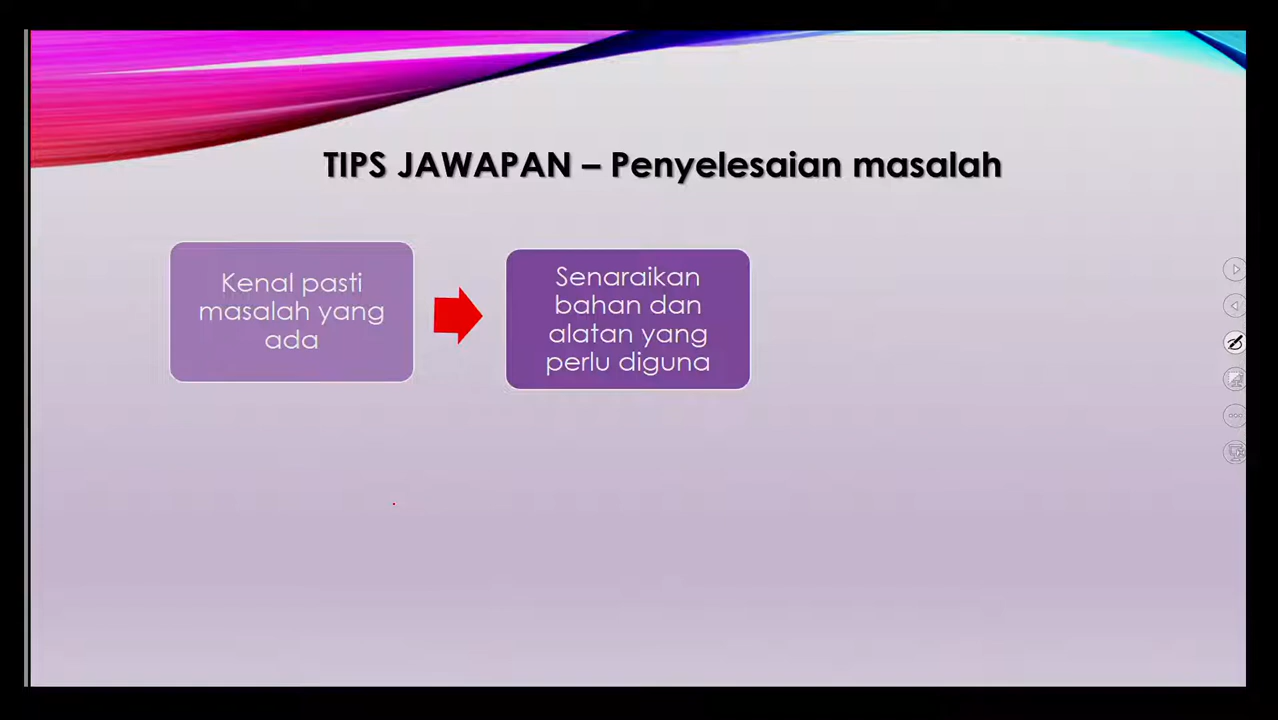 TIPS JAWAPAN – Penyelesaian masalah
Kenal pasti
masalah yang
ada
Senaraikan
bahan dan
alatan yang
perlu diguna